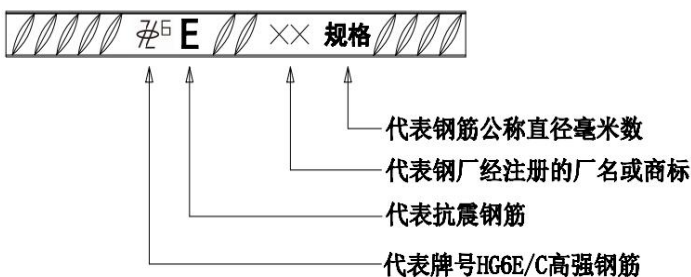 E ×× 规格
代表钢筋公称直径毫米数
代表钢厂经注册的厂名或商标
代表抗震钢筋
代表牌号HG6E/C高强钢筋